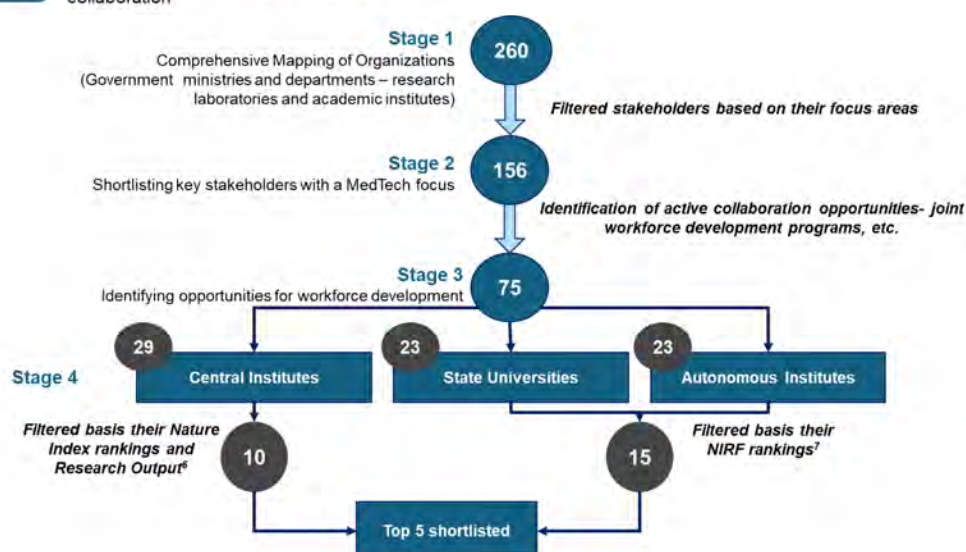 collaboration
Stage 1
260
Comprehensive Mapping of Organizations
(Government ministries and departments – research
laboratories and academic institutes)
Filtered stakeholders based on their focus areas
Stage 2
156
Shortlisting key stakeholders with a MedTech focus
Identification of active collaboration opportunities- joint
workforce development programs, etc.
Stage 3
75
Identifying opportunities for workforce development
29
23
23
Stage 4
Central Institutes
State Universities
Autonomous Institutes
Filtered basis their Nature
Index rankings and
Research Output⁶
10
15
Filtered basis their
NIRF rankings⁷
Top 5 shortlisted